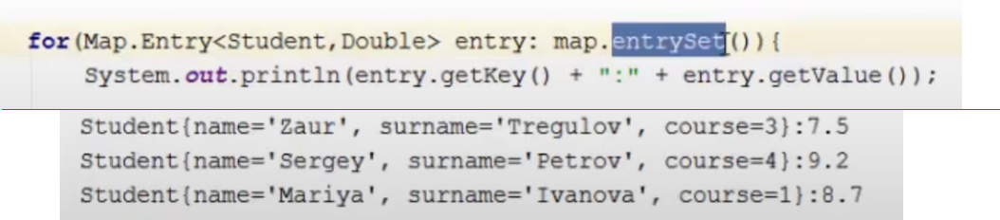 for(Map.Entry<Student,Double> entry: map.entrySet()){
System.out.println(entry.getKey() + ":" + entry.getValue());
Student{name='Zaur', surname='Tregulov', course=3}:7.5
Student{name='Sergey', surname='Petrov', course=4}:9.2
Student{name='Mariya', surname='Ivanova', course=1}:8.7